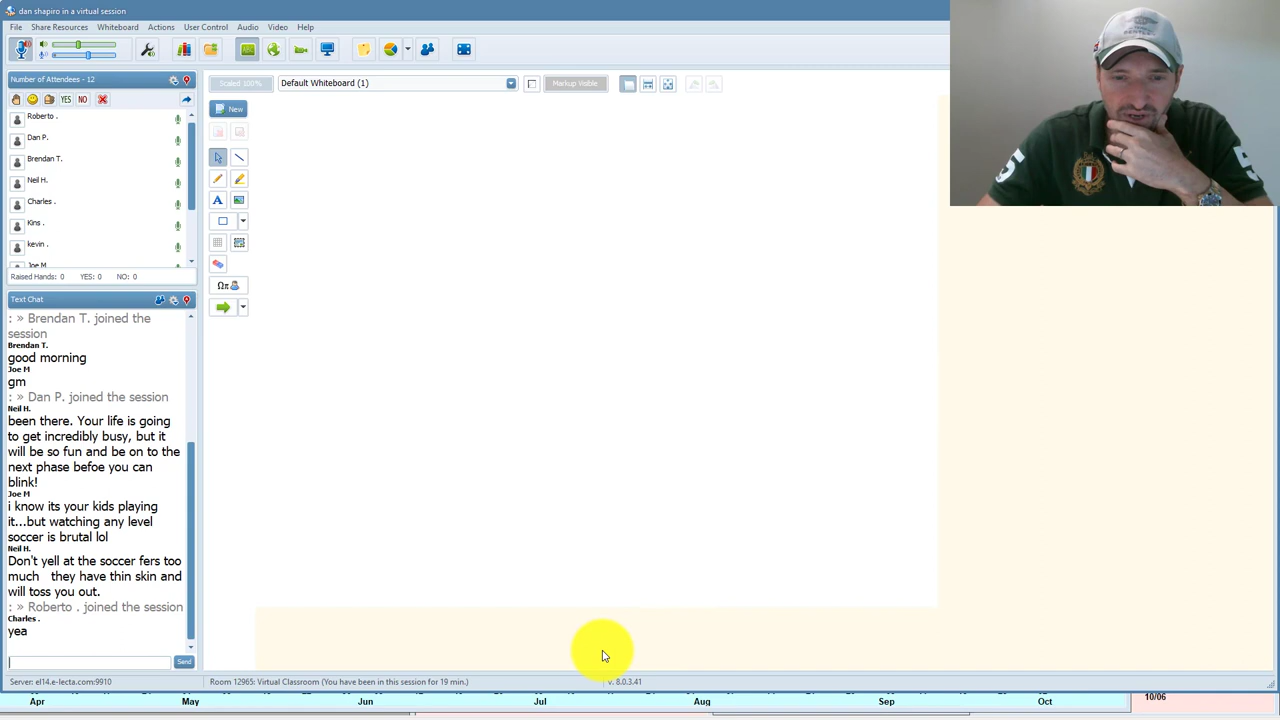 dan shapiro in a virtual session
File Share Resources Whiteboard Actions User Control Audio Video Help
Number of Attendees - 12
YES NO
Roberto .
Dan P.
Brendan T.
Neil H.
Charles .
Kins .
kevin .
Joe M
Raised Hands: 0 YES: 0 NO: 0
Text Chat
: » Brendan T. joined the
session
Brendan T.
good morning
Joe M
gm
: » Dan P. joined the session
Neil H.
been there. Your life is going
to get incredibly busy, but it
will be so fun and be on to the
next phase befoe you can
blink!
Joe M
i know its your kids playing
it...but watching any level
soccer is brutal lol
Neil H.
Don't yell at the soccer fers too
much they have thin skin and
will toss you out.
: » Roberto . joined the session
Charles .
yea
Send
Scaled 100% Default Whiteboard (1) Markup Visible
New
A
Ωπ
5 5
Server: el14.e-lecta.com:9910 Room 12965: Virtual Classroom (You have been in this session for 19 min.) v. 8.0.3.41
Apr May Jun Jul Aug Sep Oct 10/06